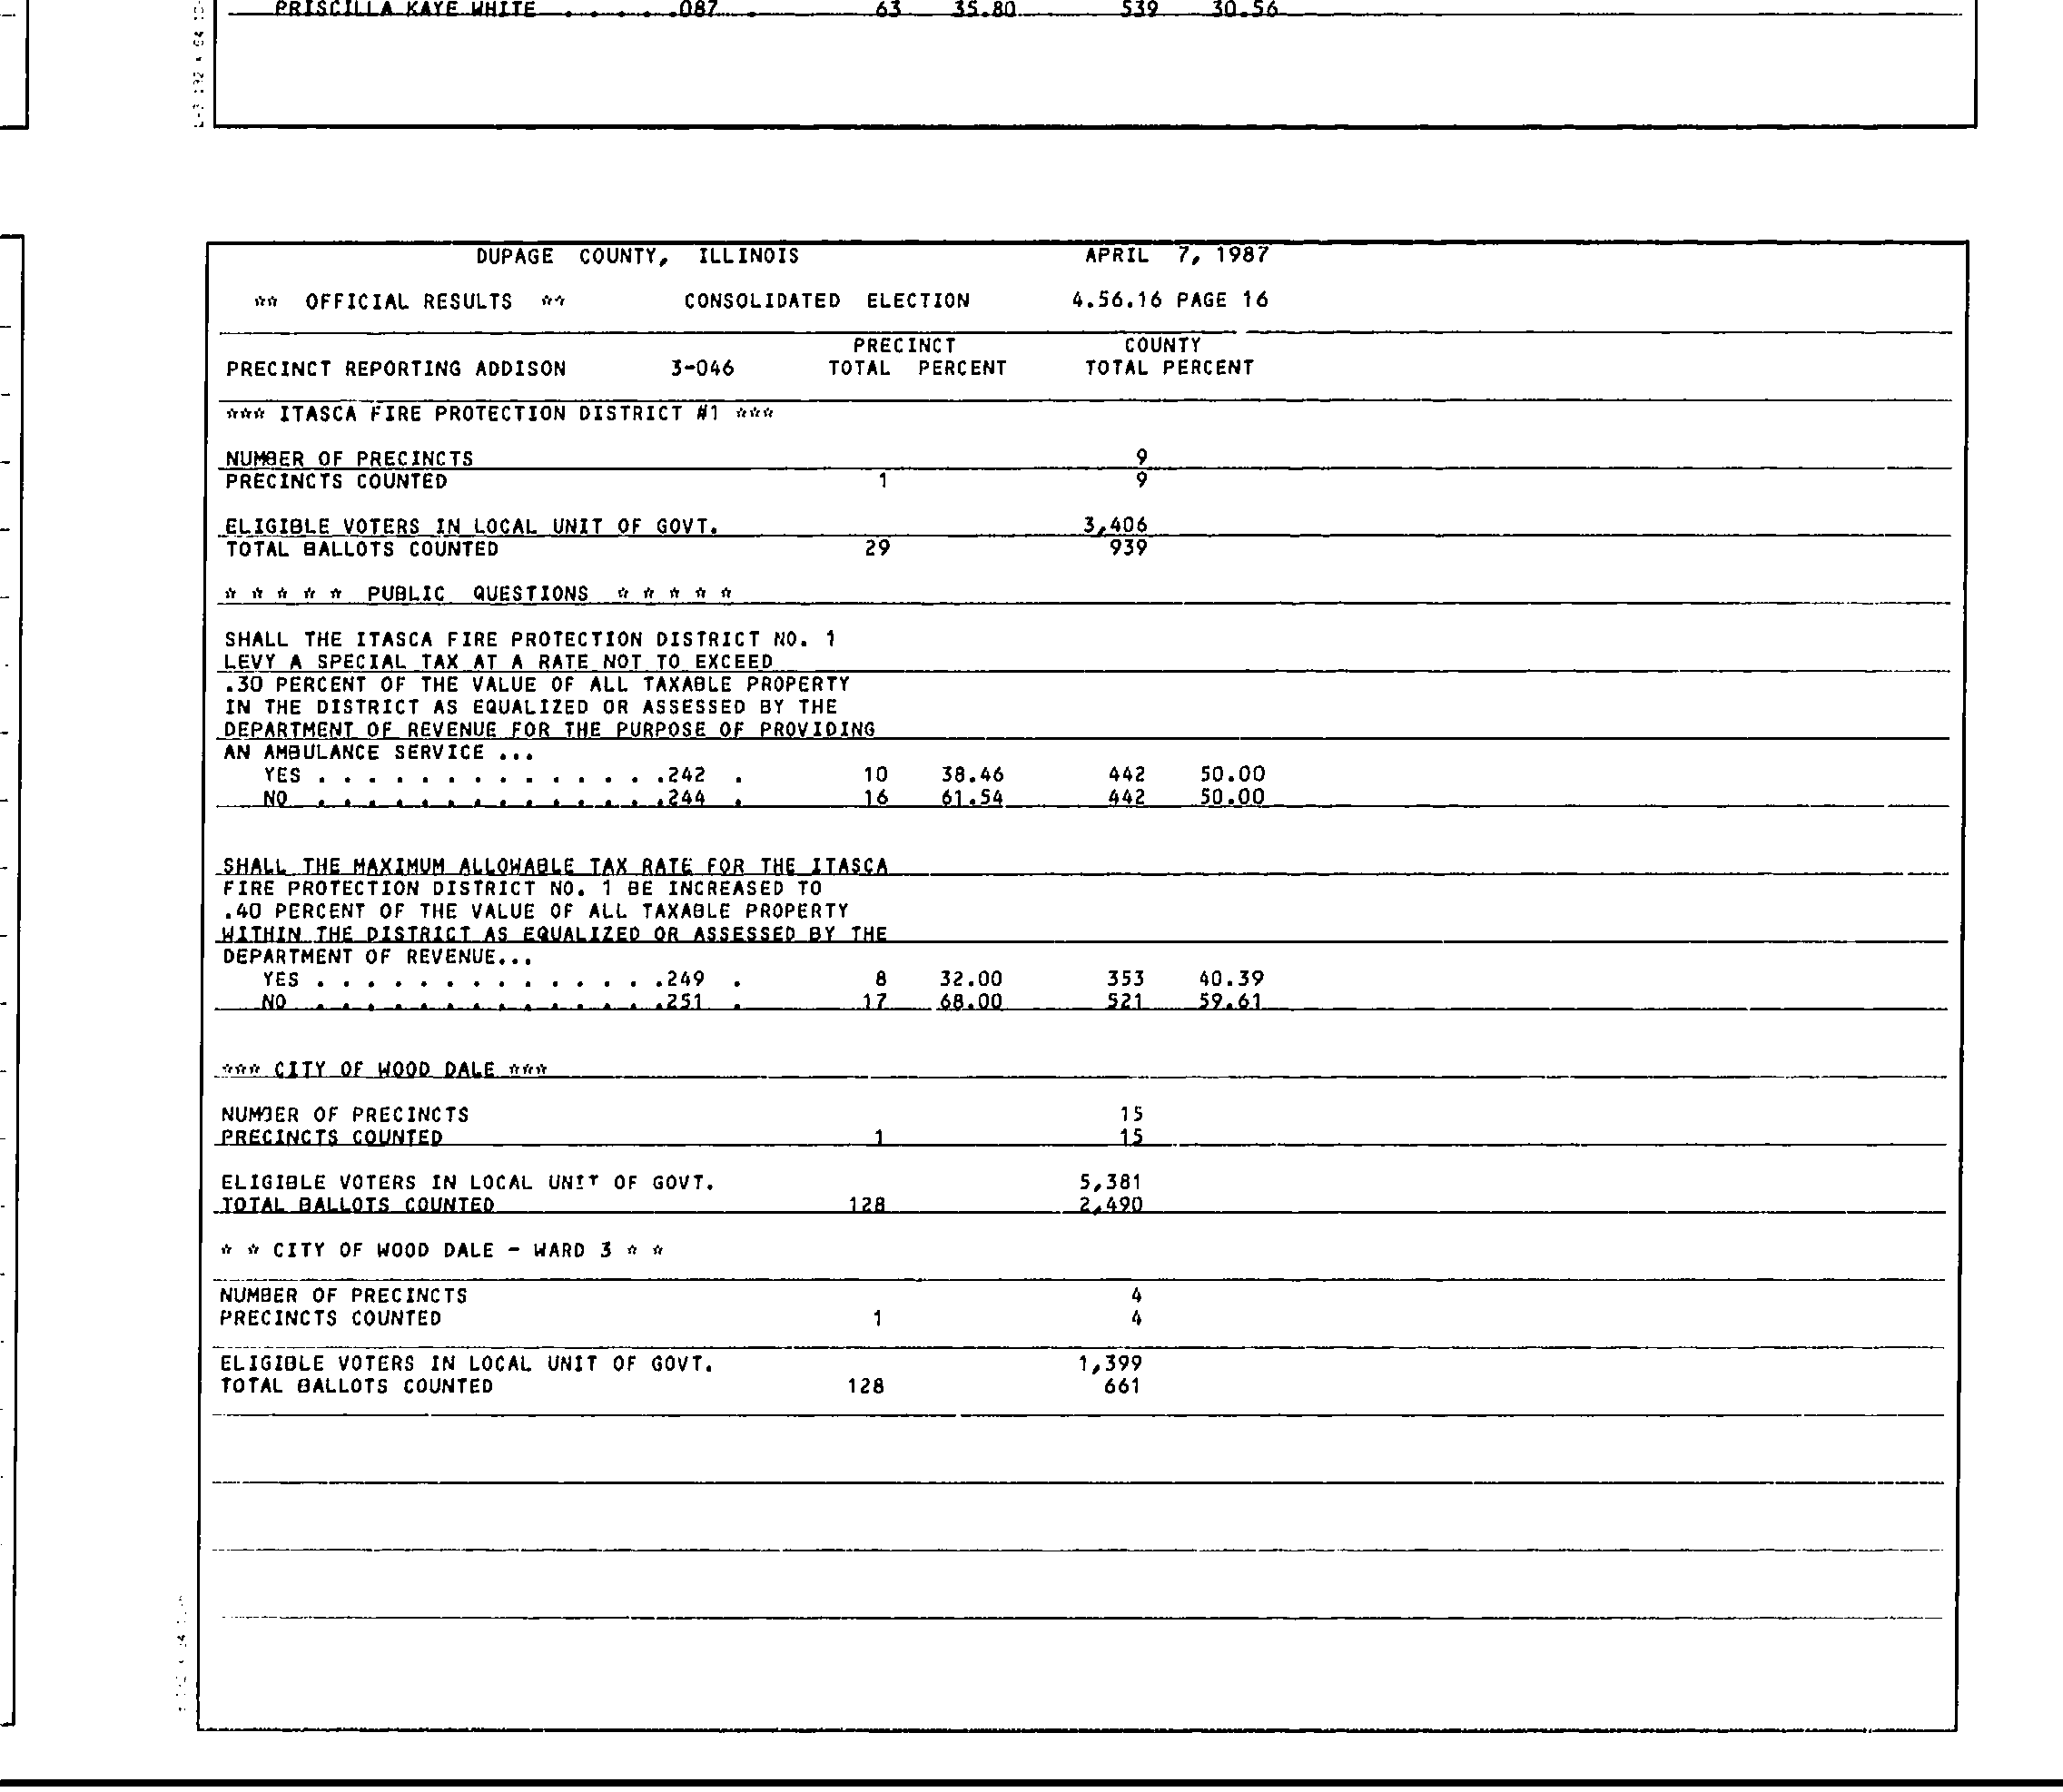 PRISCILLA KAYE WHITE . . . . . .087 . 63 35.80 539 30.56
DUPAGE COUNTY, ILLINOIS APRIL 7, 1987
** OFFICIAL RESULTS ** CONSOLIDATED ELECTION 4.56.16 PAGE 16
PRECINCT COUNTY
PRECINCT REPORTING ADDISON 3-046 TOTAL PERCENT TOTAL PERCENT
*** ITASCA FIRE PROTECTION DISTRICT #1 ***
NUMBER OF PRECINCTS 9
PRECINCTS COUNTED 1 9
ELIGIBLE VOTERS IN LOCAL UNIT OF GOVT. 3,406
TOTAL BALLOTS COUNTED 29 939
* * * * * PUBLIC QUESTIONS * * * * *
SHALL THE ITASCA FIRE PROTECTION DISTRICT NO. 1
LEVY A SPECIAL TAX AT A RATE NOT TO EXCEED
.30 PERCENT OF THE VALUE OF ALL TAXABLE PROPERTY
IN THE DISTRICT AS EQUALIZED OR ASSESSED BY THE
DEPARTMENT OF REVENUE FOR THE PURPOSE OF PROVIDING
AN AMBULANCE SERVICE ...
YES . . . . . . . . . . . . . .242 . 10 38.46 442 50.00
NO . . . . . . . . . . . . . .244 . 16 61.54 442 50.00
SHALL THE MAXIMUM ALLOWABLE TAX RATE FOR THE ITASCA
FIRE PROTECTION DISTRICT NO. 1 BE INCREASED TO
.40 PERCENT OF THE VALUE OF ALL TAXABLE PROPERTY
WITHIN THE DISTRICT AS EQUALIZED OR ASSESSED BY THE
DEPARTMENT OF REVENUE...
YES . . . . . . . . . . . . . .249 . 8 32.00 353 40.39
NO . . . . . . . . . . . . . .251 . 17 68.00 521 59.61
*** CITY OF WOOD DALE ***
NUMBER OF PRECINCTS 15
PRECINCTS COUNTED 1 15
ELIGIBLE VOTERS IN LOCAL UNIT OF GOVT. 5,381
TOTAL BALLOTS COUNTED 128 2,490
* * CITY OF WOOD DALE - WARD 3 * *
NUMBER OF PRECINCTS 4
PRECINCTS COUNTED 1 4
ELIGIBLE VOTERS IN LOCAL UNIT OF GOVT. 1,399
TOTAL BALLOTS COUNTED 128 661